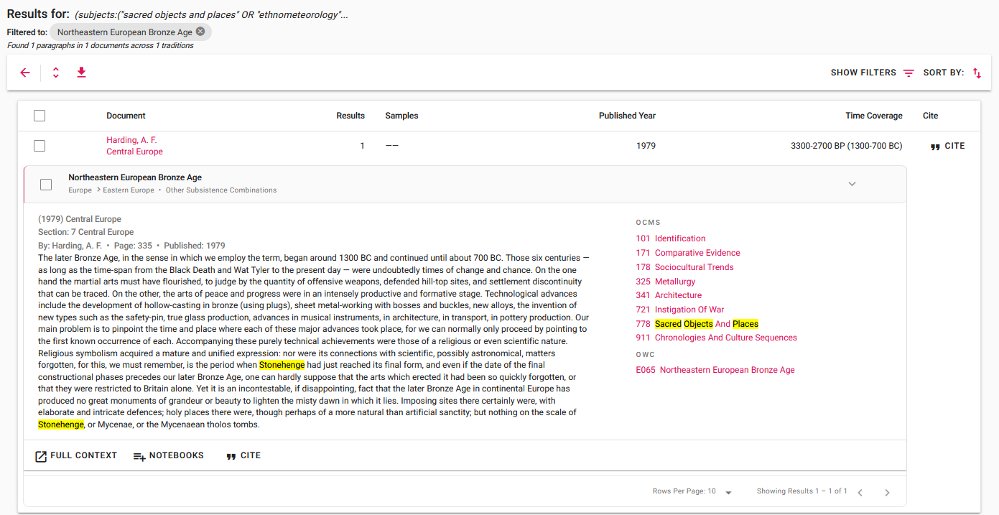 Results for: (subjects:("sacred objects and places" OR "ethnometeorology"...
Filtered to: Northeastern European Bronze Age
Found 1 paragraphs in 1 documents across 1 traditions
SHOW FILTERS SORT BY:
Document Results Samples Published Year Time Coverage Cite
Harding, A. F.
Central Europe
1 —— 1979 3300-2700 BP (1300-700 BC) CITE
Northeastern European Bronze Age
Europe > Eastern Europe • Other Subsistence Combinations
(1979) Central Europe
Section: 7 Central Europe
By: Harding, A. F. • Page: 335 • Published: 1979
The later Bronze Age, in the sense in which we employ the term, began around 1300 BC and continued until about 700 BC. Those six centuries —
as long as the time-span from the Black Death and Wat Tyler to the present day — were undoubtedly times of change and chance. On the one
hand the martial arts must have flourished, to judge by the quantity of offensive weapons, defended hill-top sites, and settlement discontinuity
that can be traced. On the other, the arts of peace and progress were in an intensely productive and formative stage. Technological advances
include the development of hollow-casting in bronze (using plugs), sheet metal-working with bosses and buckles, new alloys, the invention of
new types such as the safety-pin, true glass production, advances in musical instruments, in architecture, in transport, in pottery production. Our
main problem is to pinpoint the time and place where each of these major advances took place, for we can normally only proceed by pointing to
the first known occurrence of each. Accompanying these purely technical achievements were those of a religious or even scientific nature.
Religious symbolism acquired a mature and unified expression: nor were its connections with scientific, possibly astronomical, matters
forgotten, for this, we must remember, is the period when Stonehenge had just reached its final form, and even if the date of the final
constructional phases precedes our later Bronze Age, one can hardly suppose that the arts which erected it had been so quickly forgotten, or
that they were restricted to Britain alone. Yet it is an incontestable, if disappointing, fact that the later Bronze Age in continental Europe has
produced no great monuments of grandeur or beauty to lighten the misty dawn in which it lies. Imposing sites there certainly were, with
elaborate and intricate defences; holy places there were, though perhaps of a more natural than artificial sanctity; but nothing on the scale of
Stonehenge, or Mycenae, or the Mycenaean tholos tombs.
OCMS
101 Identification
171 Comparative Evidence
178 Sociocultural Trends
325 Metallurgy
341 Architecture
721 Instigation Of War
778 Sacred Objects And Places
911 Chronologies And Culture Sequences
OWC
E065 Northeastern European Bronze Age
FULL CONTEXT NOTEBOOKS CITE
Rows Per Page: 10 Showing Results 1 – 1 of 1